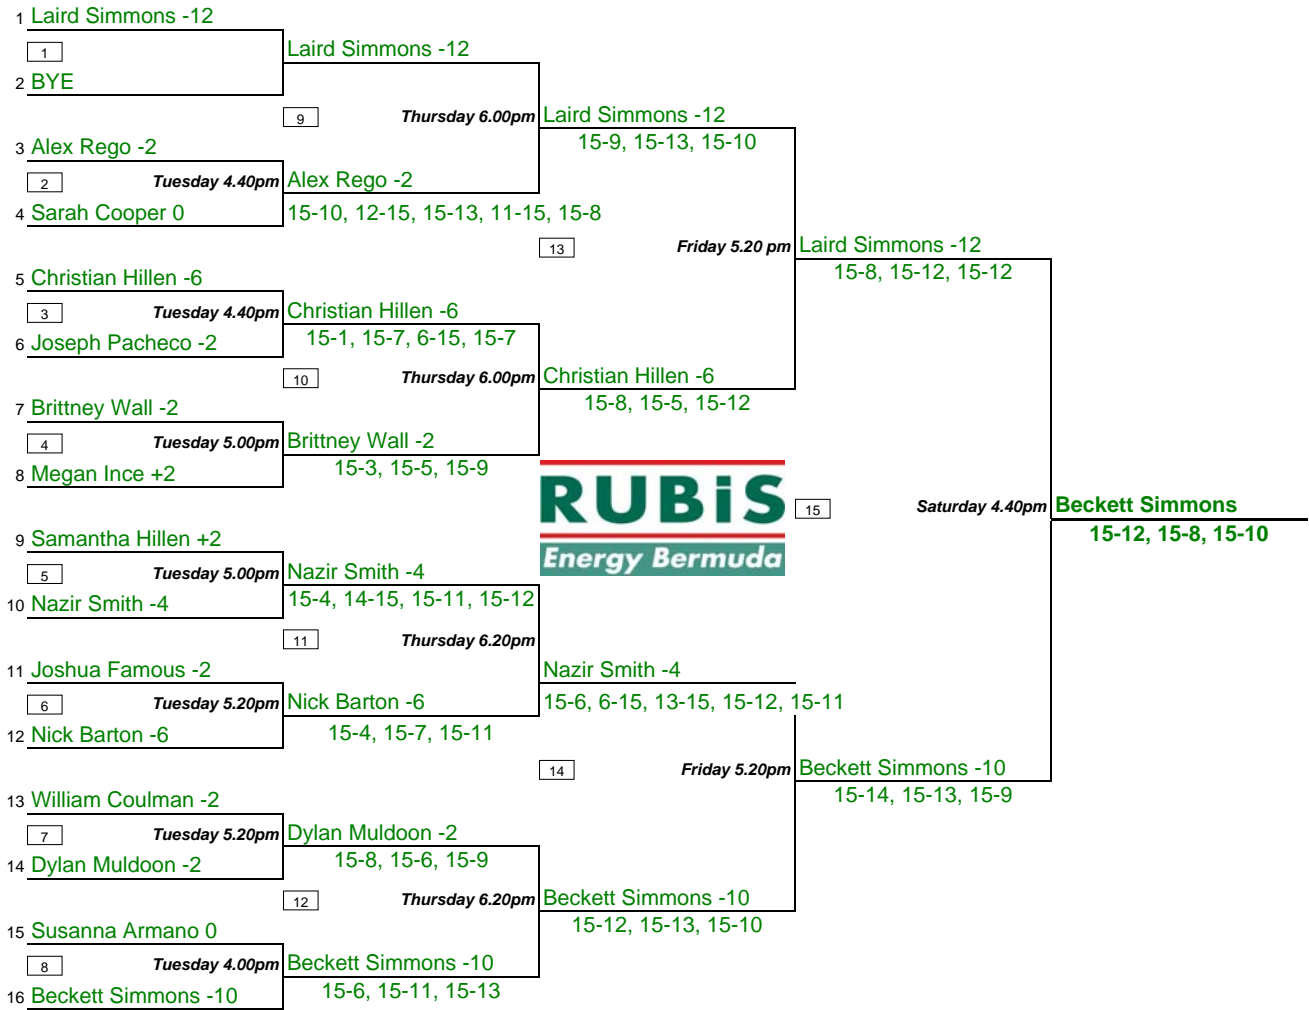 1 Laird Simmons -12
1
Laird Simmons -12
2 BYE
9 Thursday 6.00pm Laird Simmons -12
15-9, 15-13, 15-10
3 Alex Rego -2
2 Tuesday 4.40pm Alex Rego -2
4 Sarah Cooper 0
15-10, 12-15, 15-13, 11-15, 15-8
13 Friday 5.20 pm Laird Simmons -12
15-8, 15-12, 15-12
5 Christian Hillen -6
3 Tuesday 4.40pm Christian Hillen -6
6 Joseph Pacheco -2
15-1, 15-7, 6-15, 15-7
10 Thursday 6.00pm Christian Hillen -6
15-8, 15-5, 15-12
7 Brittney Wall -2
4 Tuesday 5.00pm Brittney Wall -2
8 Megan Ince +2
15-3, 15-5, 15-9
RUBiS
Energy Bermuda
15 Saturday 4.40pm Beckett Simmons
15-12, 15-8, 15-10
9 Samantha Hillen +2
5 Tuesday 5.00pm Nazir Smith -4
10 Nazir Smith -4
15-4, 14-15, 15-11, 15-12
11 Thursday 6.20pm
Nazir Smith -4
15-6, 6-15, 13-15, 15-12, 15-11
11 Joshua Famous -2
6 Tuesday 5.20pm Nick Barton -6
12 Nick Barton -6
15-4, 15-7, 15-11
14 Friday 5.20pm Beckett Simmons -10
15-14, 15-13, 15-9
13 William Coulman -2
7 Tuesday 5.20pm Dylan Muldoon -2
14 Dylan Muldoon -2
15-8, 15-6, 15-9
12 Thursday 6.20pm Beckett Simmons -10
15-12, 15-13, 15-10
15 Susanna Armano 0
8 Tuesday 4.00pm Beckett Simmons -10
16 Beckett Simmons -10
15-6, 15-11, 15-13